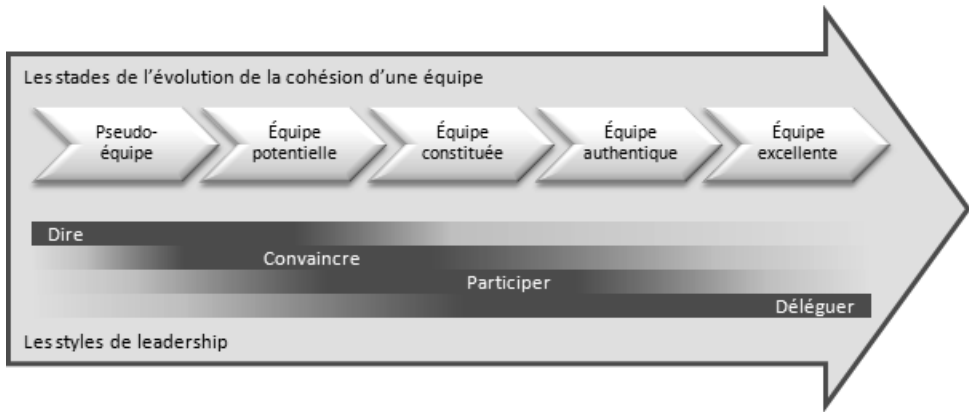 Les stades de l'évolution de la cohésion d'une équipe
Pseudo-
équipe
Équipe
potentielle
Équipe
constituée
Équipe
authentique
Équipe
excellente
Dire
Convaincre
Participer
Déléguer
Les styles de leadership